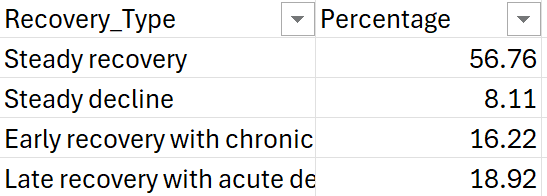 Recovery_Type Percentage
Steady recovery 56.76
Steady decline 8.11
Early recovery with chronic 16.22
Late recovery with acute de 18.92